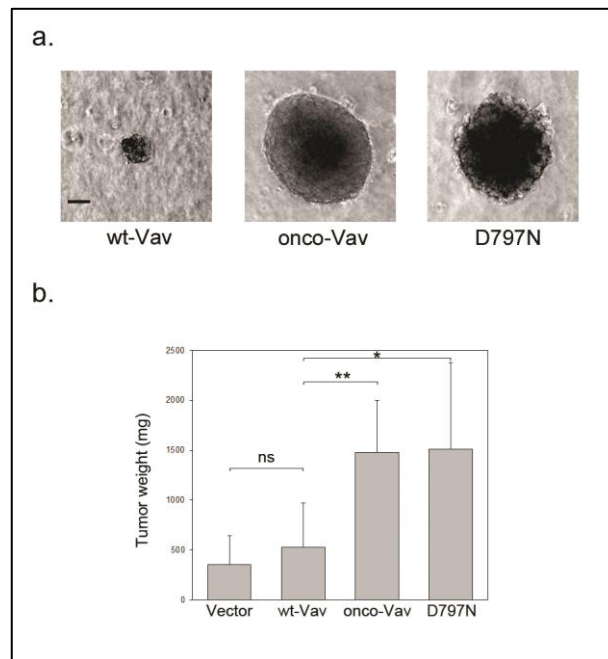 a.
wt-Vav onco-Vav D797N
b.
2500
2000
1500
1000
500
0
Tumor weight (mg)
*
**
ns
Vector wt-Vav onco-Vav D797N